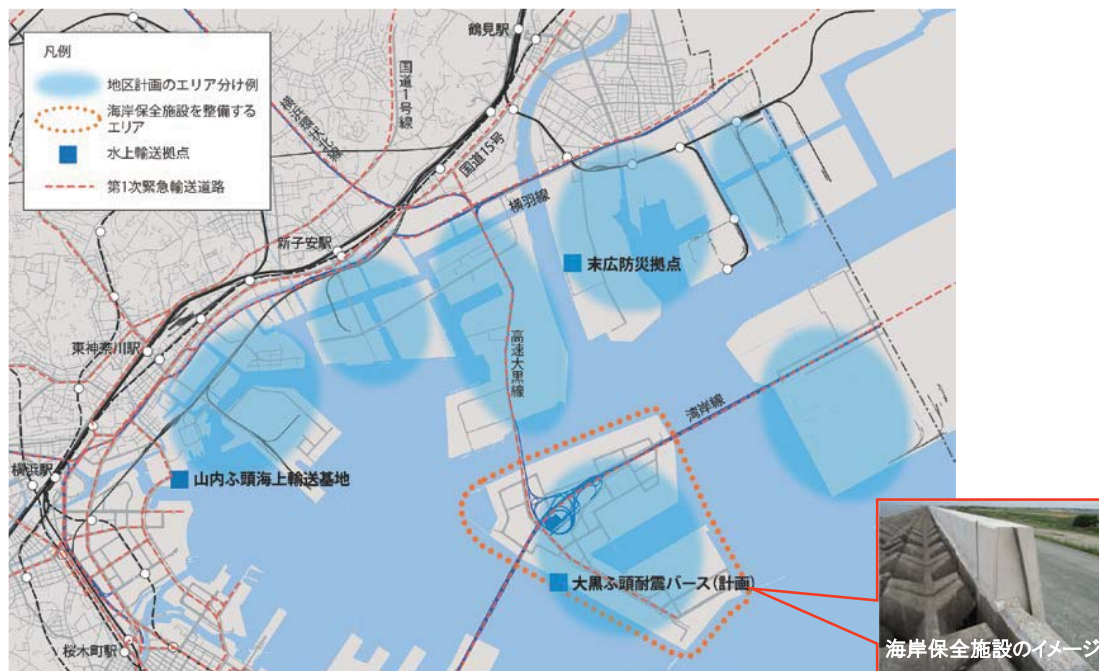 凡例
地区計画のエリア分け例
海岸保全施設を整備する
エリア
水上輸送拠点
第1次緊急輸送道路
鶴見駅
国道1号線
横浜環状北線
国道15号
横羽線
新子安駅
末広防災拠点
東神奈川駅
高速大黒線
湾岸線
横浜駅
山内ふ頭海上輸送基地
大黒ふ頭耐震バース(計画)
桜木町駅
海岸保全施設のイメージ